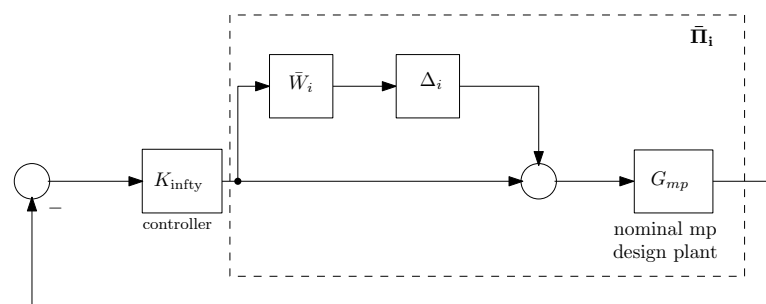 Π̄ᵢ
W̄ᵢ
Δᵢ
−
K_infty
controller
G_mp
nominal mp
design plant